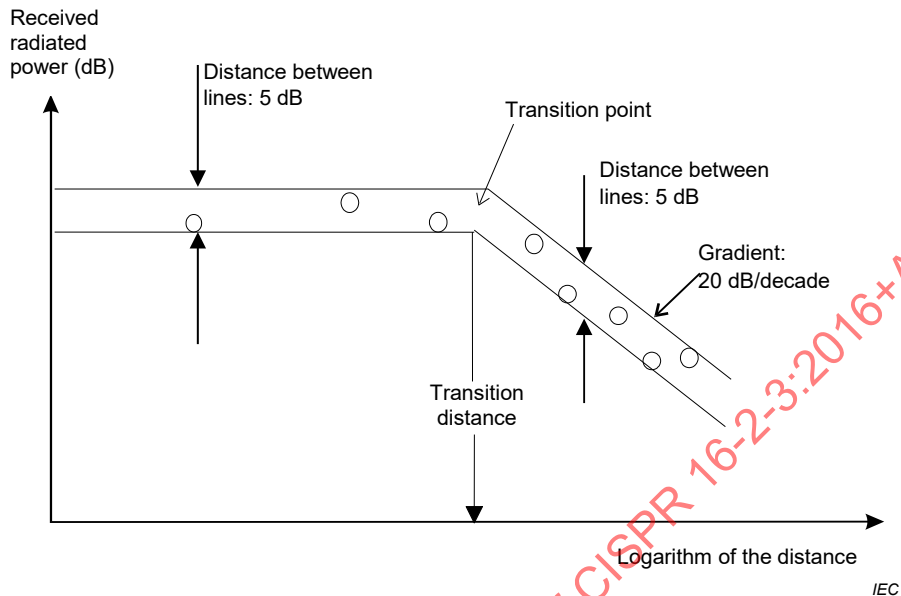 Received
radiated
power (dB)
Distance between
lines: 5 dB
Transition point
Distance between
lines: 5 dB
Gradient:
20 dB/decade
Transition
distance
Logarithm of the distance
IEC
CISPR 16-2-3:2016+A